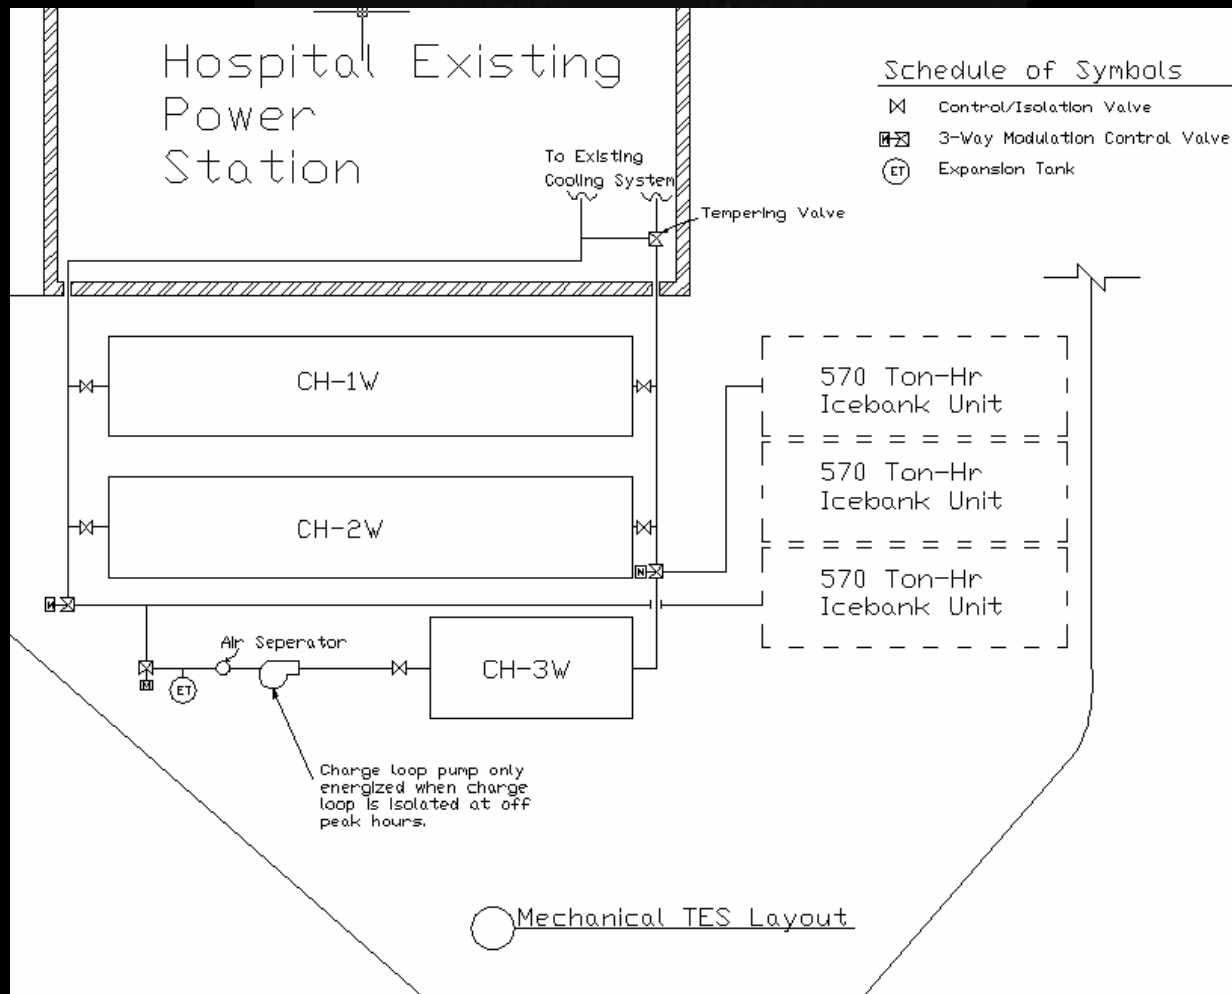 Hospital Existing
Power
Station
Schedule of Symbols
Control/Isolation Valve
3-Way Modulation Control Valve
ET
Expansion Tank
To Existing
Cooling System
Tempering Valve
CH-1W
570 Ton-Hr
Icebank Unit
CH-2W
570 Ton-Hr
Icebank Unit
570 Ton-Hr
Icebank Unit
Air Seperator
CH-3W
M
ET
Charge loop pump only
energized when charge
loop is isolated at off
peak hours.
Mechanical TES Layout